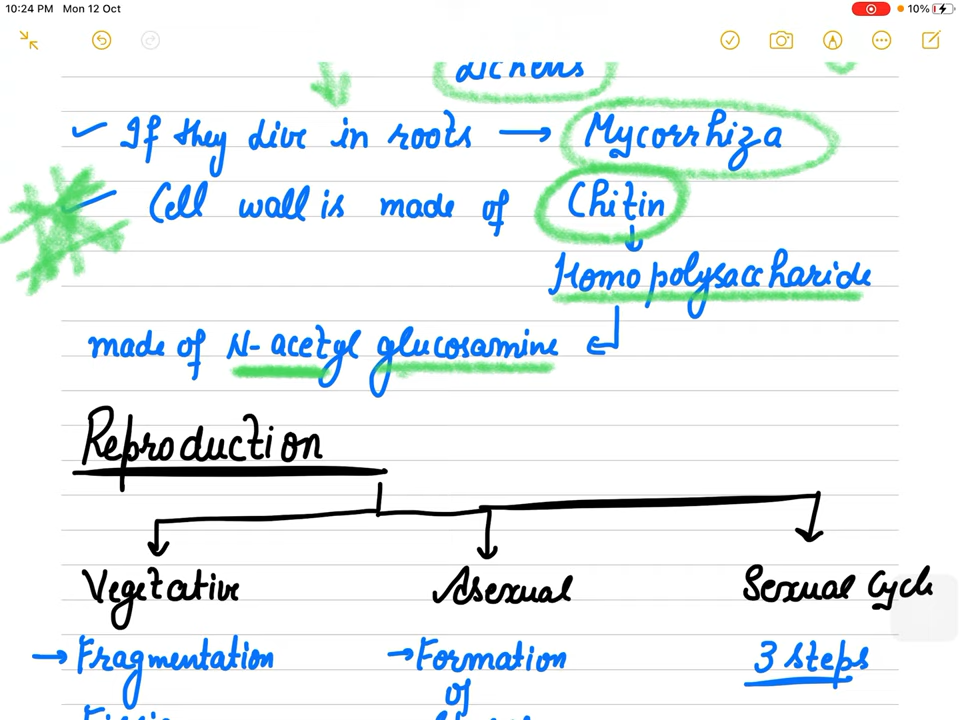 10:24 PM Mon 12 Oct
10%
Lichens
If they live in roots → Mycorrhiza
Cell wall is made of Chitin
Homopolysaccharide
made of N-acetyl glucosamine
Reproduction
Vegetative Asexual Sexual Cycle
→ Fragmentation → Formation 3 steps
of